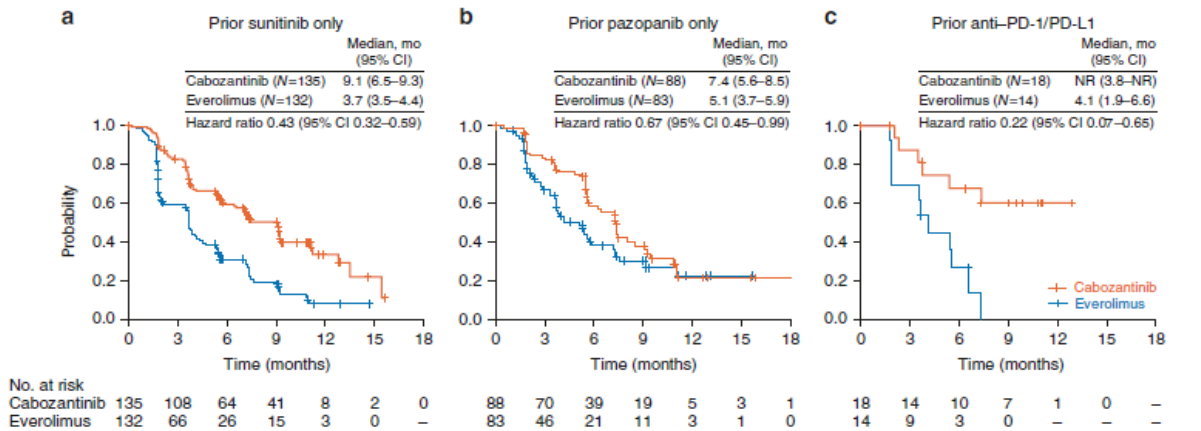 a Prior sunitinib only
Median, mo
(95% CI)
Cabozantinib (N=135) 9.1 (6.5–9.3)
Everolimus (N=132) 3.7 (3.5–4.4)
Hazard ratio 0.43 (95% CI 0.32–0.59)
1.0
0.8
0.6
0.4
0.2
0.0
Probability
0 3 6 9 12 15 18
Time (months)
b Prior pazopanib only
Median, mo
(95% CI)
Cabozantinib (N=88) 7.4 (5.6–8.5)
Everolimus (N=83) 5.1 (3.7–5.9)
Hazard ratio 0.67 (95% CI 0.45–0.99)
1.0
0.8
0.6
0.4
0.2
0.0
0 3 6 9 12 15 18
Time (months)
c Prior anti–PD-1/PD-L1
Median, mo
(95% CI)
Cabozantinib (N=18) NR (3.8–NR)
Everolimus (N=14) 4.1 (1.9–6.6)
Hazard ratio 0.22 (95% CI 0.07–0.65)
1.0
0.8
0.6
0.4
0.2
0.0
Cabozantinib
Everolimus
0 3 6 9 12 15 18
Time (months)
No. at risk
Cabozantinib 135 108 64 41 8 2 0 88 70 39 19 5 3 1 18 14 10 7 1 0 –
Everolimus 132 66 26 15 3 0 – 83 46 21 11 3 1 0 14 9 3 0 – – –